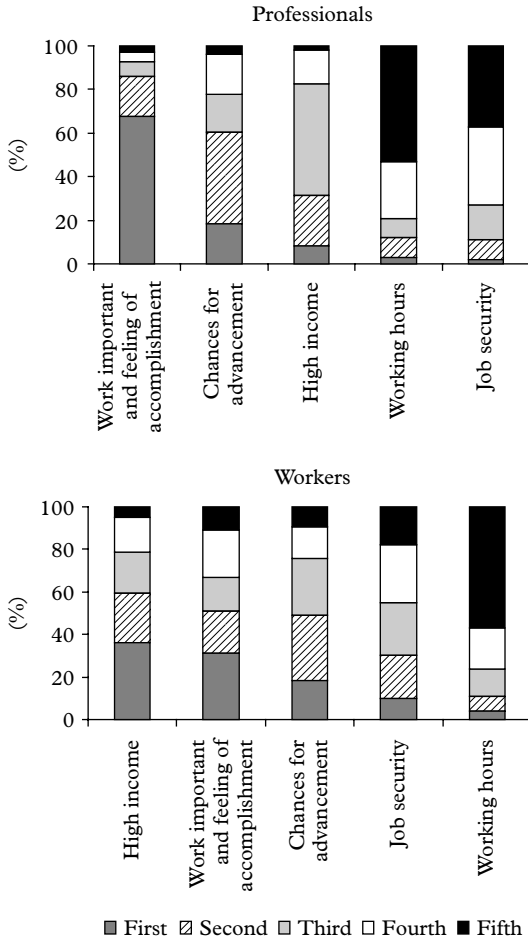 Professionals
100
80
60
40
20
0
(%)
Work important
and feeling of
accomplishment
Chances for
advancement
High income
Working hours
Job security
Workers
100
80
60
40
20
0
(%)
High income
Work important
and feeling of
accomplishment
Chances for
advancement
Job security
Working hours
First Second Third Fourth Fifth